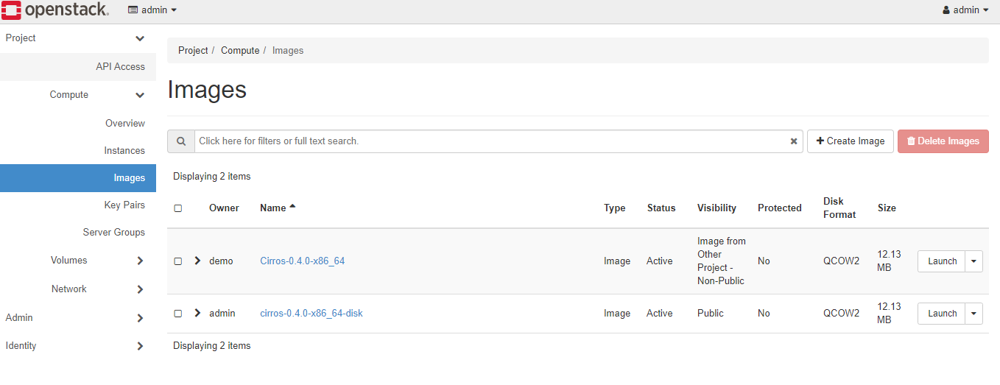 openstack. admin admin
Project
API Access
Compute
Overview
Instances
Images
Key Pairs
Server Groups
Volumes
Network
Admin
Identity
Project / Compute / Images
Images
Click here for filters or full text search. Create Image Delete Images
Displaying 2 items
Owner Name Type Status Visibility Protected Disk Format Size
demo Cirros-0.4.0-x86_64 Image Active Image from Other Project - Non-Public No QCOW2 12.13 MB Launch
admin cirros-0.4.0-x86_64-disk Image Active Public No QCOW2 12.13 MB Launch
Displaying 2 items